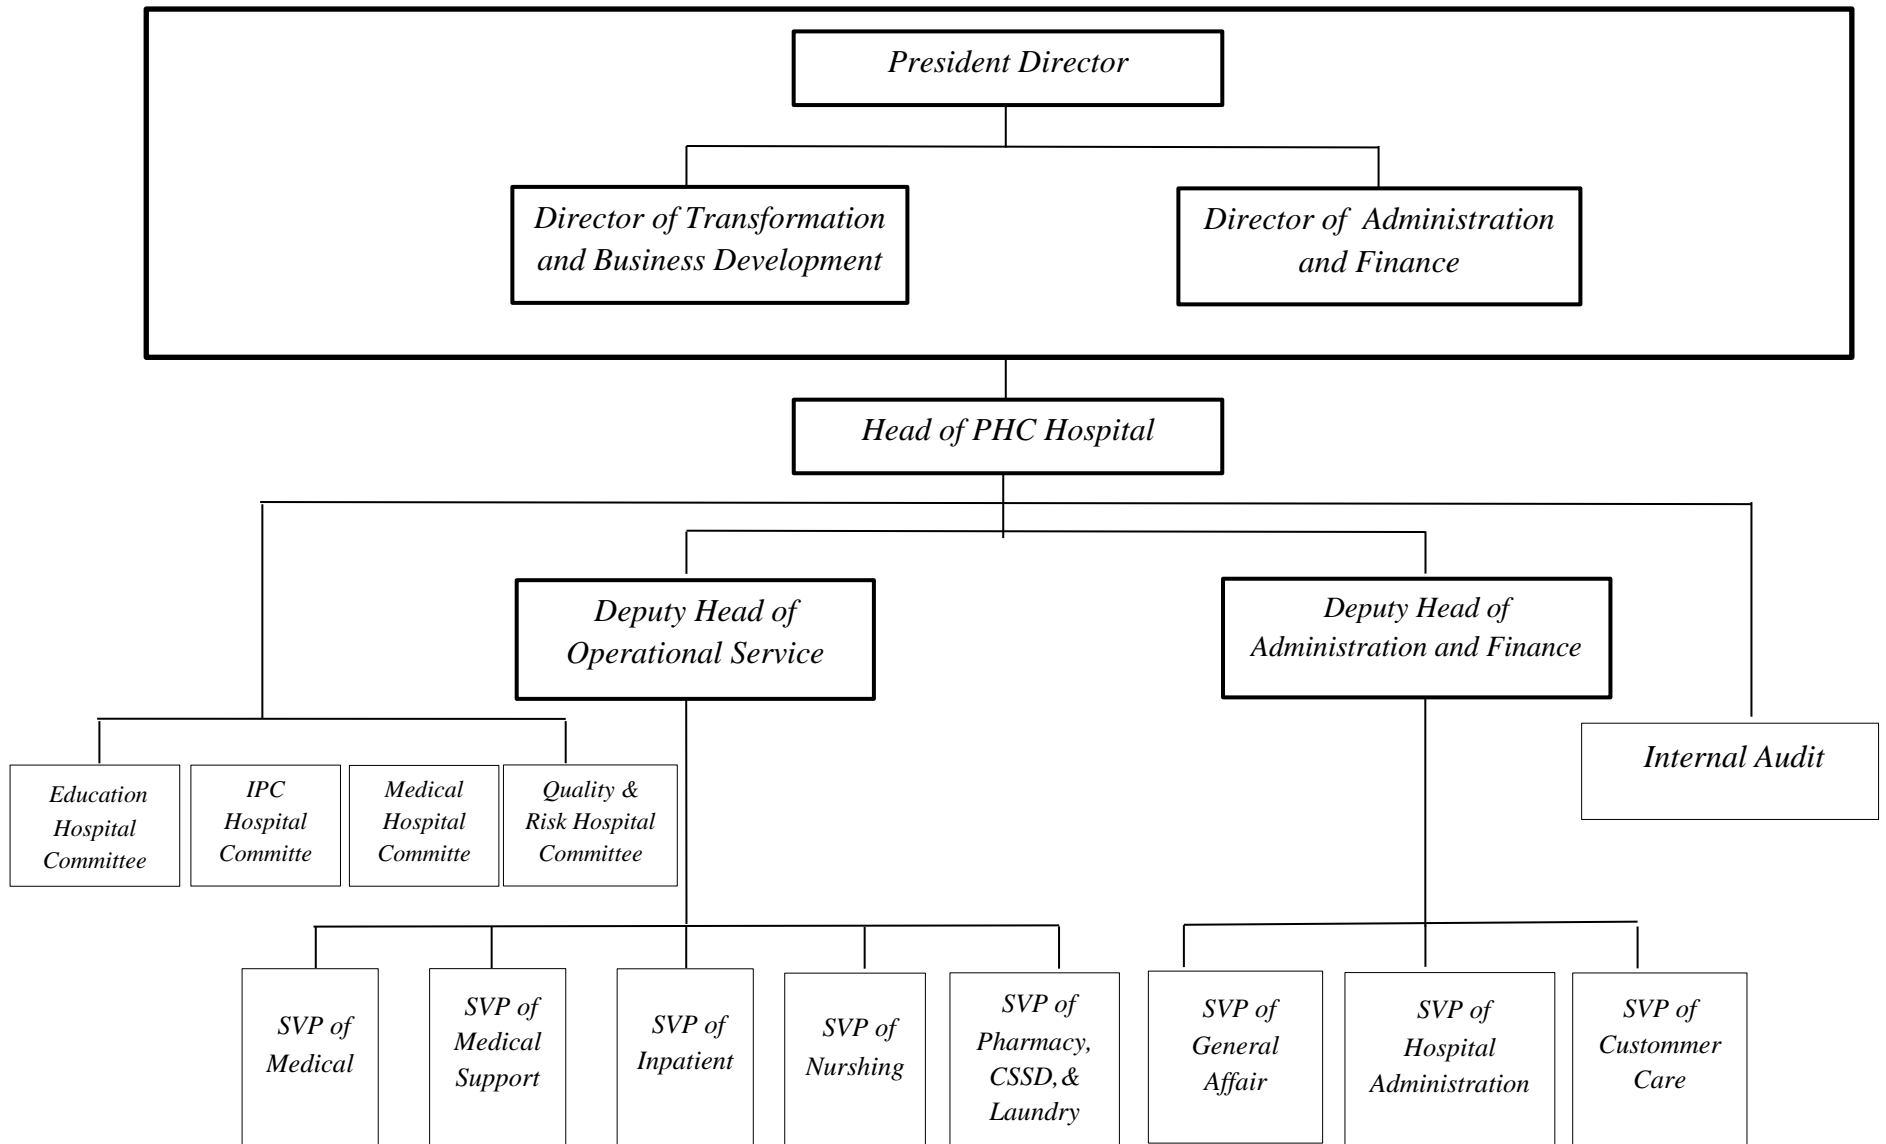 President Director
Director of Transformation
and Business Development
Director of Administration
and Finance
Head of PHC Hospital
Deputy Head of
Operational Service
Deputy Head of
Administration and Finance
Internal Audit
Education
Hospital
Committee
IPC
Hospital
Committe
Medical
Hospital
Committe
Quality &
Risk Hospital
Committee
SVP of
Medical
SVP of
Medical
Support
SVP of
Inpatient
SVP of
Nurshing
SVP of
Pharmacy,
CSSD, &
Laundry
SVP of
General
Affair
SVP of
Hospital
Administration
SVP of
Custommer
Care